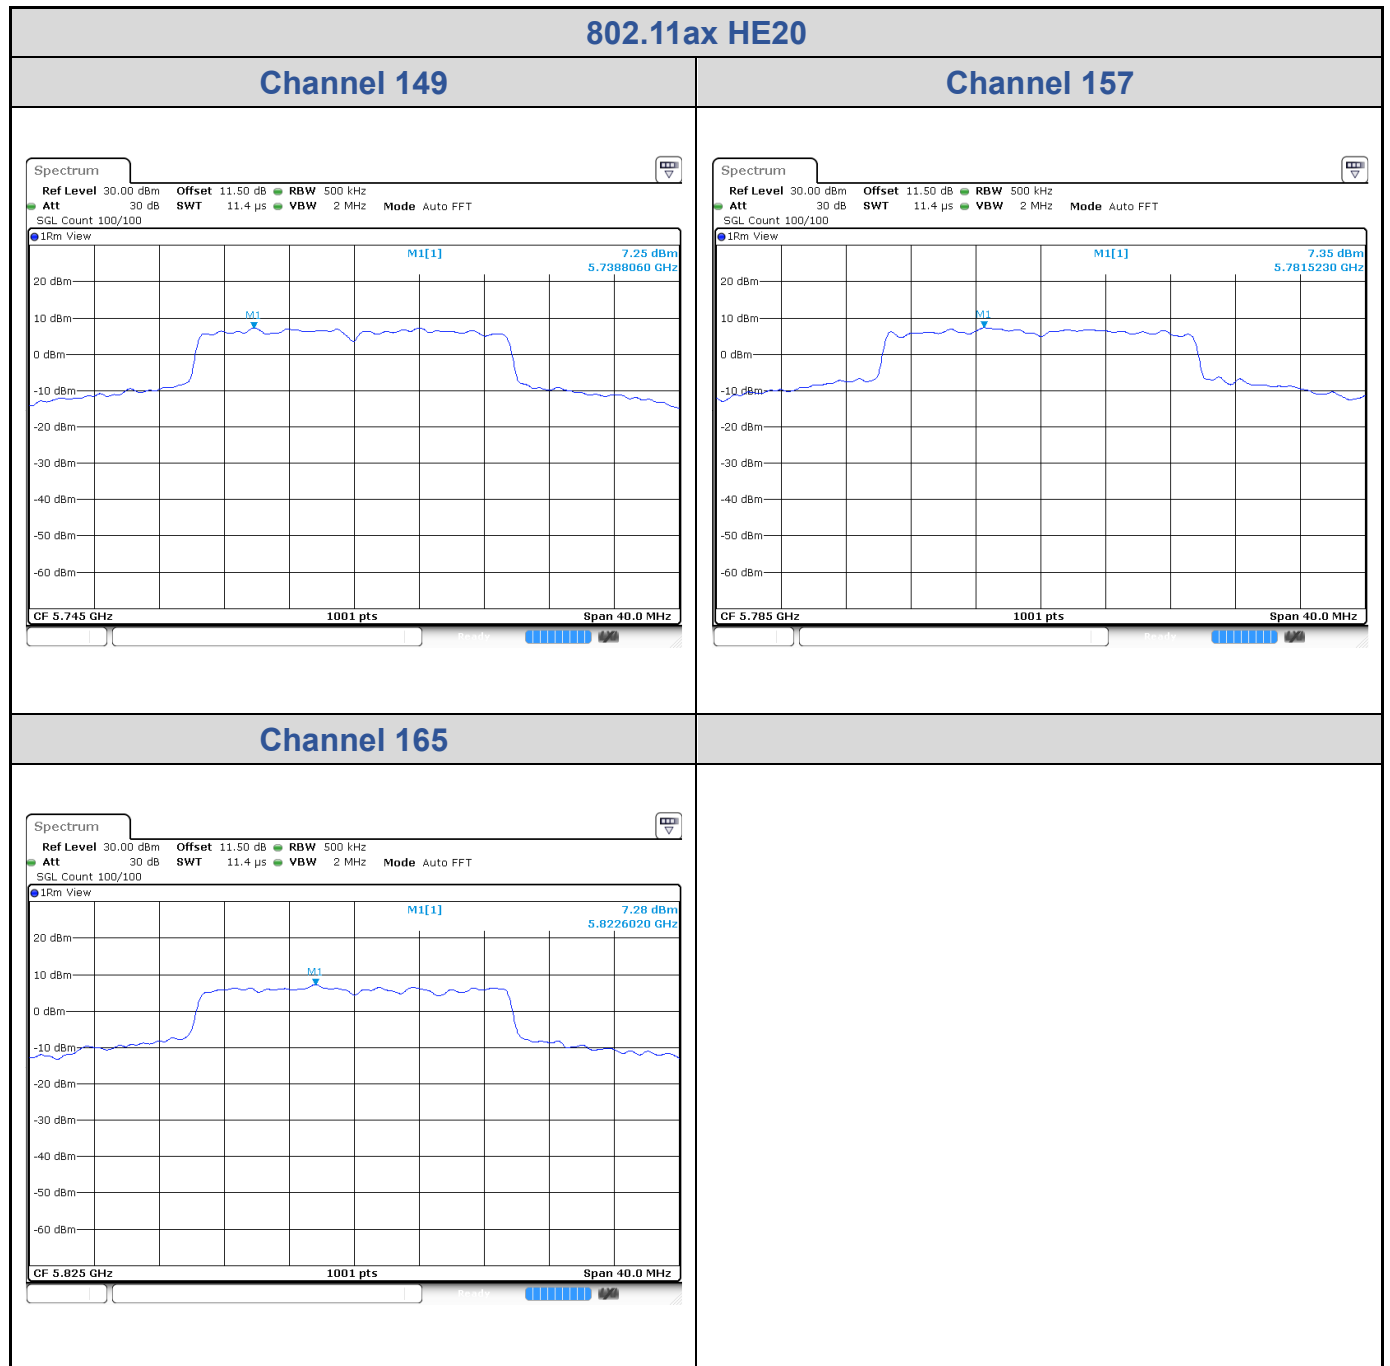 802.11ax HE20
Channel 149
Channel 157
Spectrum
Ref Level 30.00 dBm Offset 11.50 dB RBW 500 kHz
Att 30 dB SWT 11.4 µs VBW 2 MHz Mode Auto FFT
SGL Count 100/100
1Rm View
M1[1] 7.25 dBm
5.7388060 GHz
20 dBm
M1
10 dBm
0 dBm
-10 dBm
-20 dBm
-30 dBm
-40 dBm
-50 dBm
-60 dBm
CF 5.745 GHz 1001 pts Span 40.0 MHz
Ready
Spectrum
Ref Level 30.00 dBm Offset 11.50 dB RBW 500 kHz
Att 30 dB SWT 11.4 µs VBW 2 MHz Mode Auto FFT
SGL Count 100/100
1Rm View
M1[1] 7.35 dBm
5.7815230 GHz
20 dBm
M1
10 dBm
0 dBm
-10 dBm
-20 dBm
-30 dBm
-40 dBm
-50 dBm
-60 dBm
CF 5.785 GHz 1001 pts Span 40.0 MHz
Ready
Channel 165
Spectrum
Ref Level 30.00 dBm Offset 11.50 dB RBW 500 kHz
Att 30 dB SWT 11.4 µs VBW 2 MHz Mode Auto FFT
SGL Count 100/100
1Rm View
M1[1] 7.28 dBm
5.8226020 GHz
20 dBm
M1
10 dBm
0 dBm
-10 dBm
-20 dBm
-30 dBm
-40 dBm
-50 dBm
-60 dBm
CF 5.825 GHz 1001 pts Span 40.0 MHz
Ready